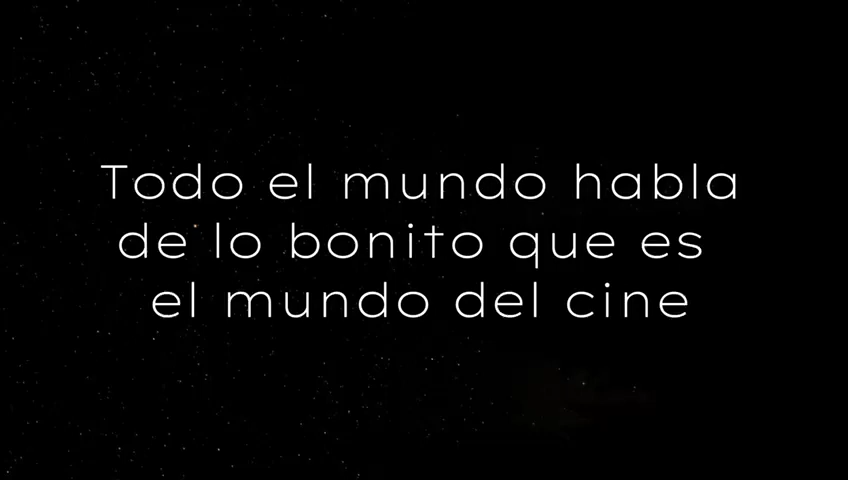 Todo el mundo habla
de lo bonito que es
el mundo del cine